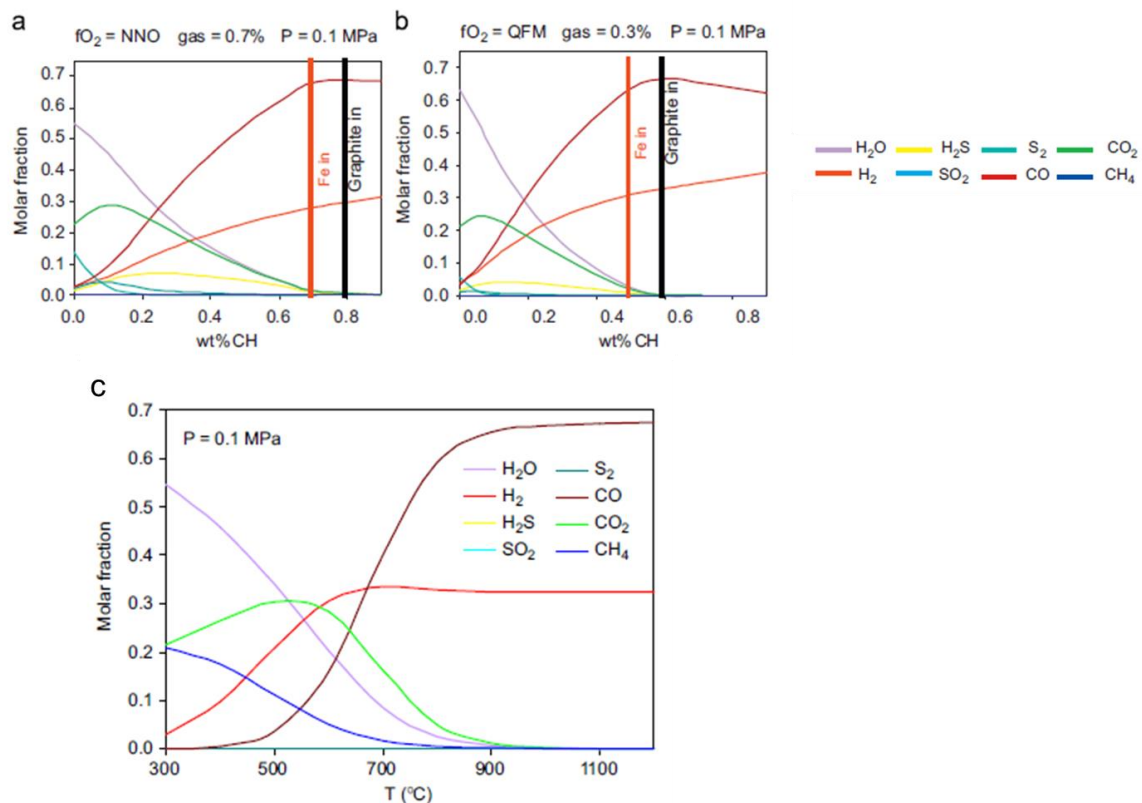 a
fO₂ = NNO gas = 0.7% P = 0.1 MPa
Molar fraction
0.7
0.6
0.5
0.4
0.3
0.2
0.1
0.0
Fe in
Graphite in
0.0 0.2 0.4 0.6 0.8
wt% CH
b
fO₂ = QFM gas = 0.3% P = 0.1 MPa
Molar fraction
0.7
0.6
0.5
0.4
0.3
0.2
0.1
0.0
Fe in
Graphite in
0.0 0.2 0.4 0.6 0.8
wt% CH
H₂O H₂S S₂ CO₂
H₂ SO₂ CO CH₄
c
P = 0.1 MPa
Molar fraction
0.7
0.6
0.5
0.4
0.3
0.2
0.1
0.0
H₂O S₂
H₂ CO
H₂S CO₂
SO₂ CH₄
300 500 700 900 1100
T (°C)